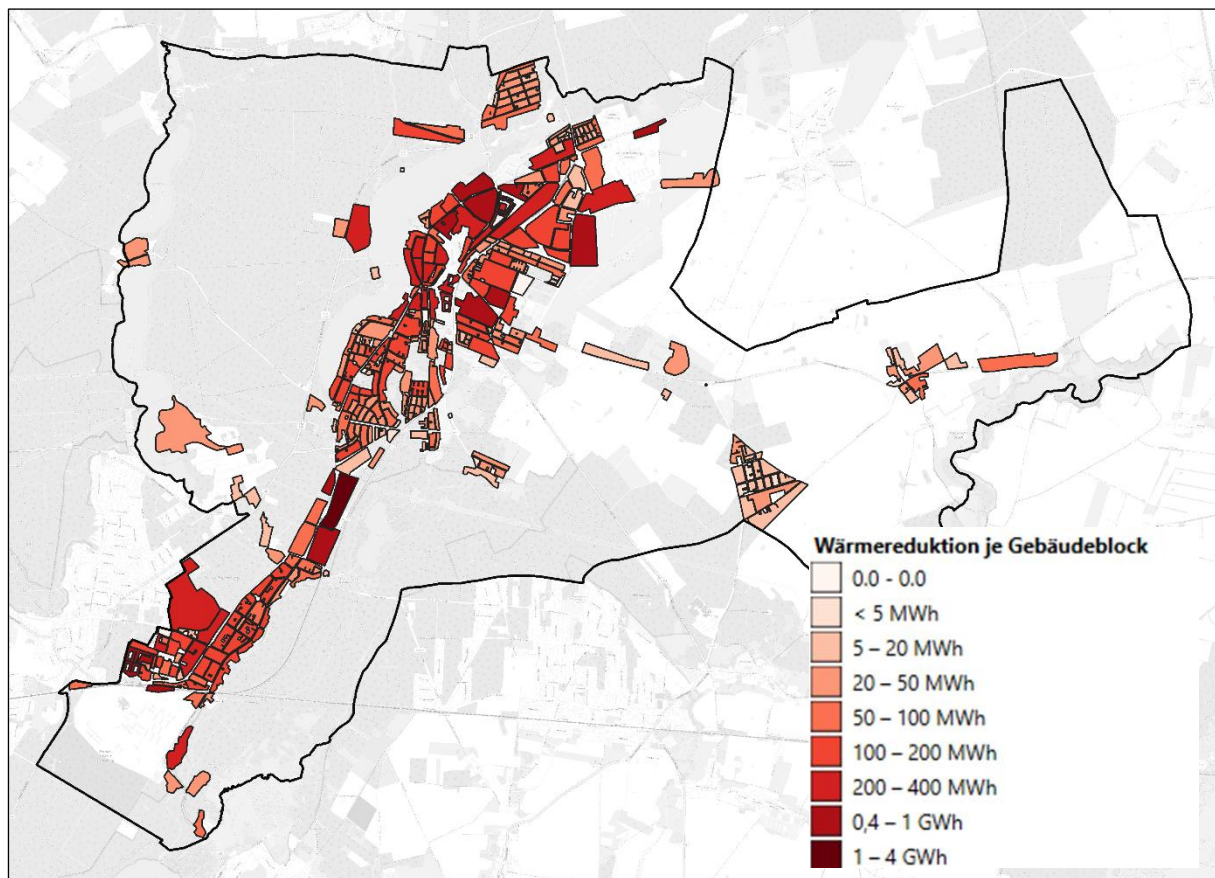 Wärmereduktion je Gebäudeblock
0.0 - 0.0
< 5 MWh
5 – 20 MWh
20 – 50 MWh
50 – 100 MWh
100 – 200 MWh
200 – 400 MWh
0,4 – 1 GWh
1 – 4 GWh